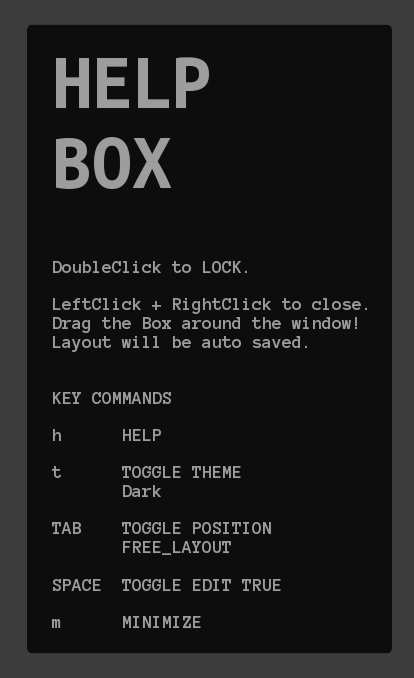 HELP
BOX
DoubleClick to LOCK.
LeftClick + RightClick to close.
Drag the Box around the window!
Layout will be auto saved.
KEY COMMANDS
h HELP
t TOGGLE THEME
Dark
TAB TOGGLE POSITION
FREE_LAYOUT
SPACE TOGGLE EDIT TRUE
m MINIMIZE